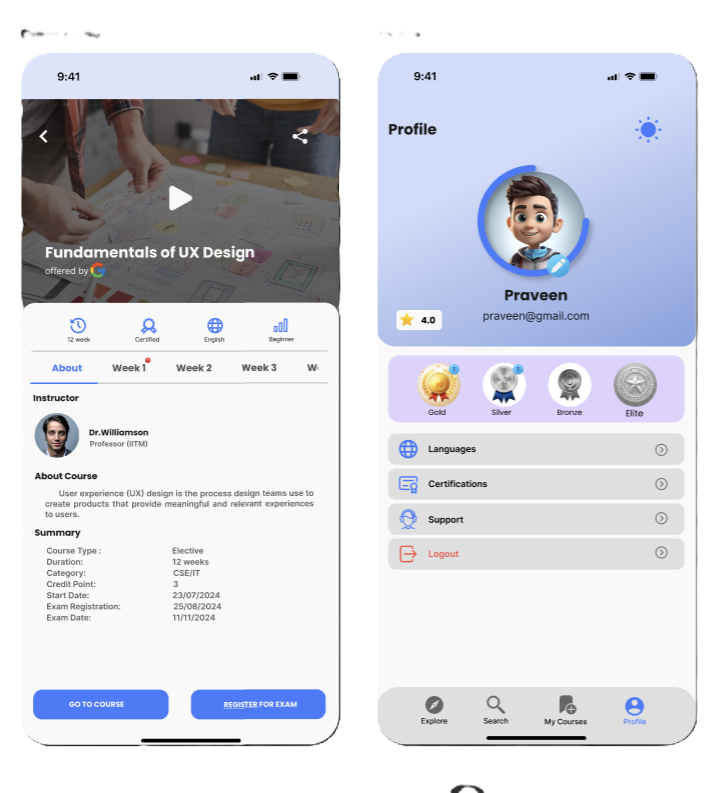 9:41
Fundamentals of UX Design
offered by
12 week
Certified
English
Beginner
About
Week 1
Week 2
Week 3
Instructor
Dr.Williamson
Professor (IITM)
About Course
User experience (UX) design is the process design teams use to
create products that provide meaningful and relevant experiences
to users.
Summary
Course Type : Elective
Duration: 12 weeks
Category: CSE/IT
Credit Point: 3
Start Date: 23/07/2024
Exam Registration: 25/08/2024
Exam Date: 11/11/2024
GO TO COURSE
REGISTER FOR EXAM
9:41
Profile
Praveen
praveen@gmail.com
4.0
1
1
Gold
Silver
Bronze
Elite
Languages
Certifications
Support
Logout
Explore
Search
My Courses
Profile